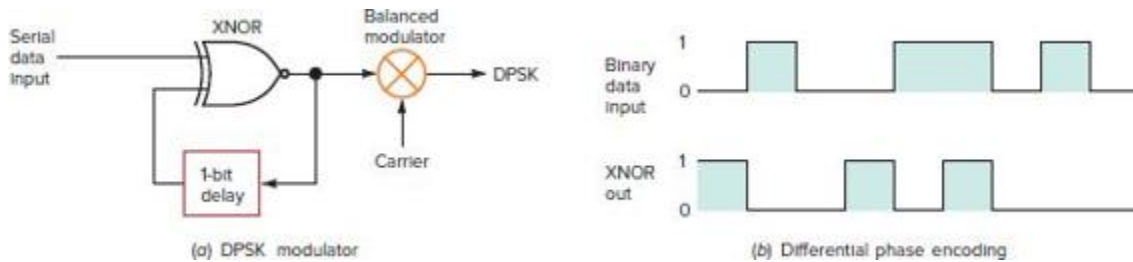 XNOR
Serial
data
Input
Balanced
modulator
DPSK
1-bit
delay
Carrier
(a) DPSK modulator
Binary
data
Input
1
0
XNOR
out
1
0
(b) Differential phase encoding